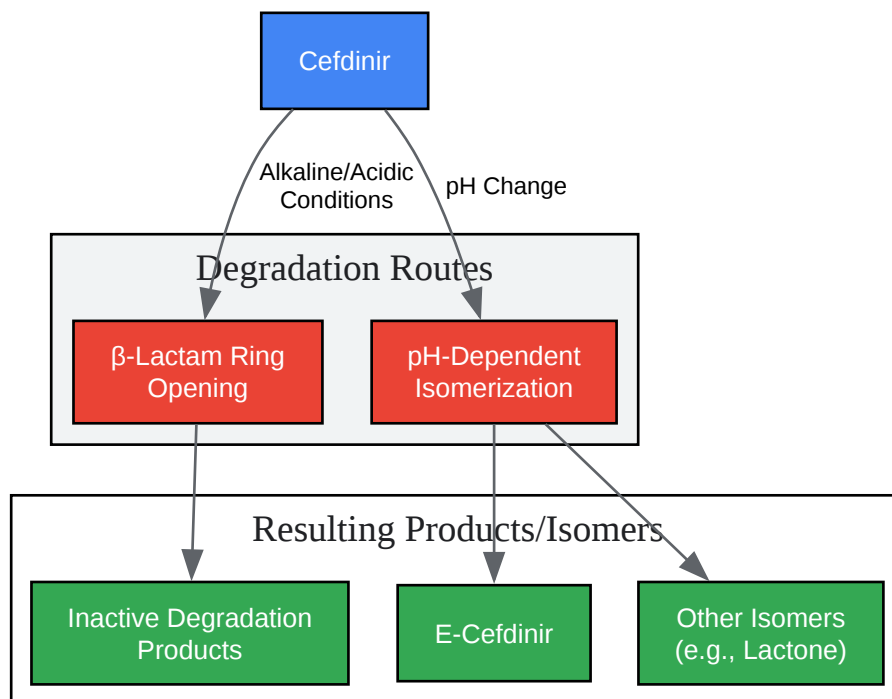 Cefdinir
Alkaline/Acidic
Conditions
pH Change
Degradation Routes
β-Lactam Ring
Opening
pH-Dependent
Isomerization
Resulting Products/Isomers
Inactive Degradation
Products
E-Cefdinir
Other Isomers
(e.g., Lactone)